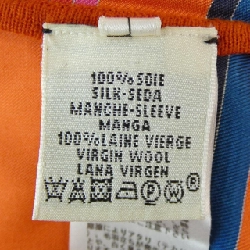 100% SOIE
SILK-SEDA
MANCHE-SLEEVE
MANGA
100% LAINE VIERGE
VIRGIN WOOL
LANA VIRGEN